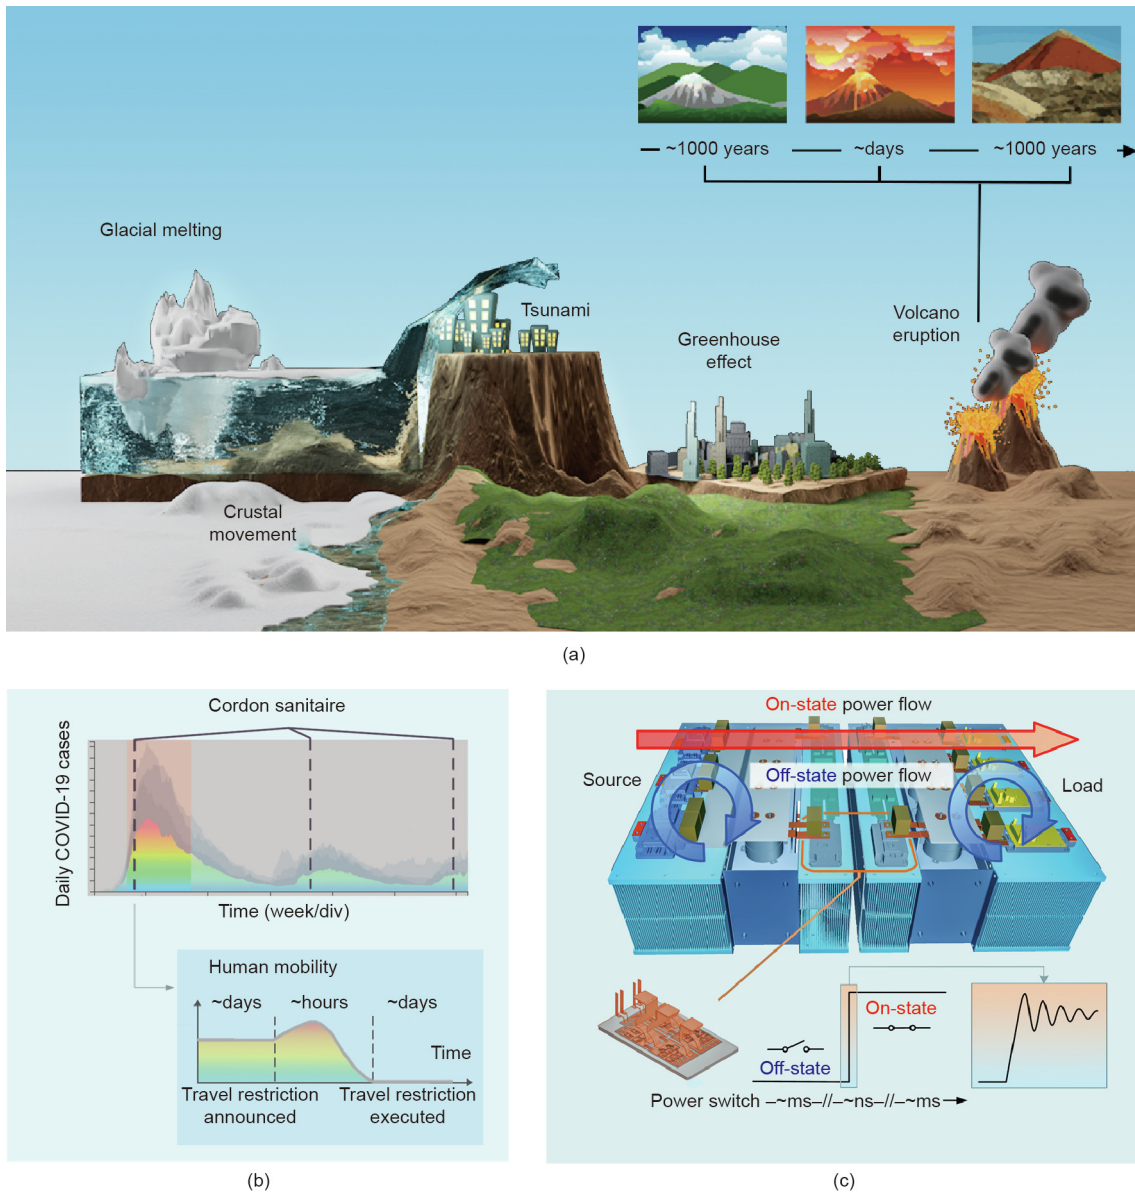 ~1000 years
~days
~1000 years
Glacial melting
Tsunami
Volcano
eruption
Greenhouse
effect
Crustal
movement
(a)
Cordon sanitaire
Daily COVID-19 cases
Time (week/div)
Human mobility
~days
~hours
~days
Time
Travel restriction
announced
Travel restriction
executed
(b)
On-state power flow
Off-state power flow
Source
Load
On-state
Off-state
Power switch –~ms–//–~ns–//–~ms
(c)